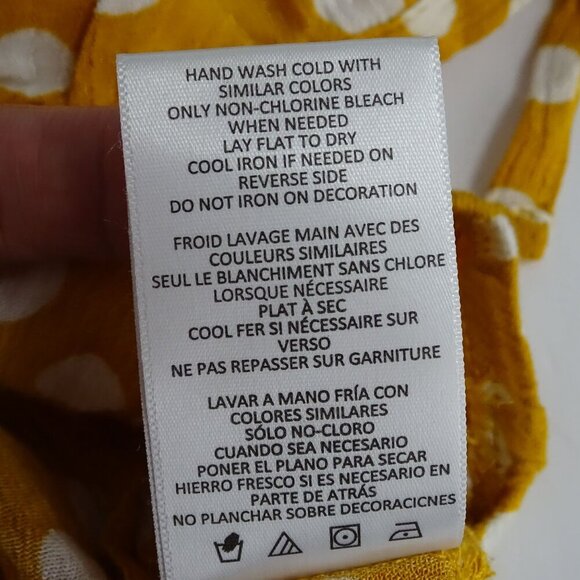 HAND WASH COLD WITH
SIMILAR COLORS
ONLY NON-CHLORINE BLEACH
WHEN NEEDED
LAY FLAT TO DRY
COOL IRON IF NEEDED ON
REVERSE SIDE
DO NOT IRON ON DECORATION
FROID LAVAGE MAIN AVEC DES
COULEURS SIMILAIRES
SEUL LE BLANCHIMENT SANS CHLORE
LORSQUE NÉCESSAIRE
PLAT À SEC
COOL FER SI NÉCESSAIRE SUR
VERSO
NE PAS REPASSER SUR GARNITURE
LAVAR A MANO FRÍA CON
COLORES SIMILARES
SÓLO NO-CLORO
CUANDO SEA NECESARIO
PONER EL PLANO PARA SECAR
HIERRO FRESCO SI ES NECESARIO EN
PARTE DE ATRÁS
NO PLANCHAR SOBRE DECORACICNES